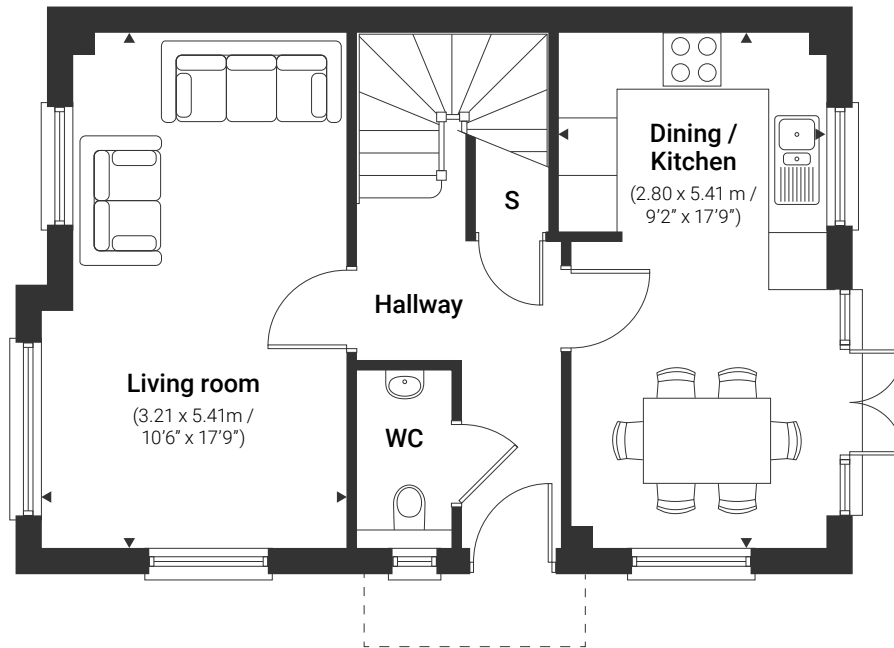 Dining /
Kitchen
(2.80 x 5.41 m /
9’2” x 17’9”)
S
Hallway
Living room
(3.21 x 5.41m /
10’6” x 17’9”)
WC